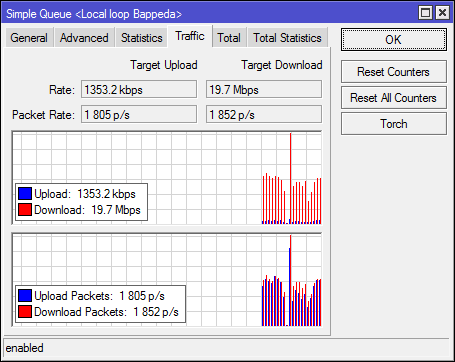 Simple Queue <Local loop Bappeda>
General Advanced Statistics Traffic Total Total Statistics
OK
Reset Counters
Reset All Counters
Torch
Target Upload Target Download
Rate: 1353.2 kbps 19.7 Mbps
Packet Rate: 1 805 p/s 1 852 p/s
Upload: 1353.2 kbps
Download: 19.7 Mbps
Upload Packets: 1 805 p/s
Download Packets: 1 852 p/s
enabled